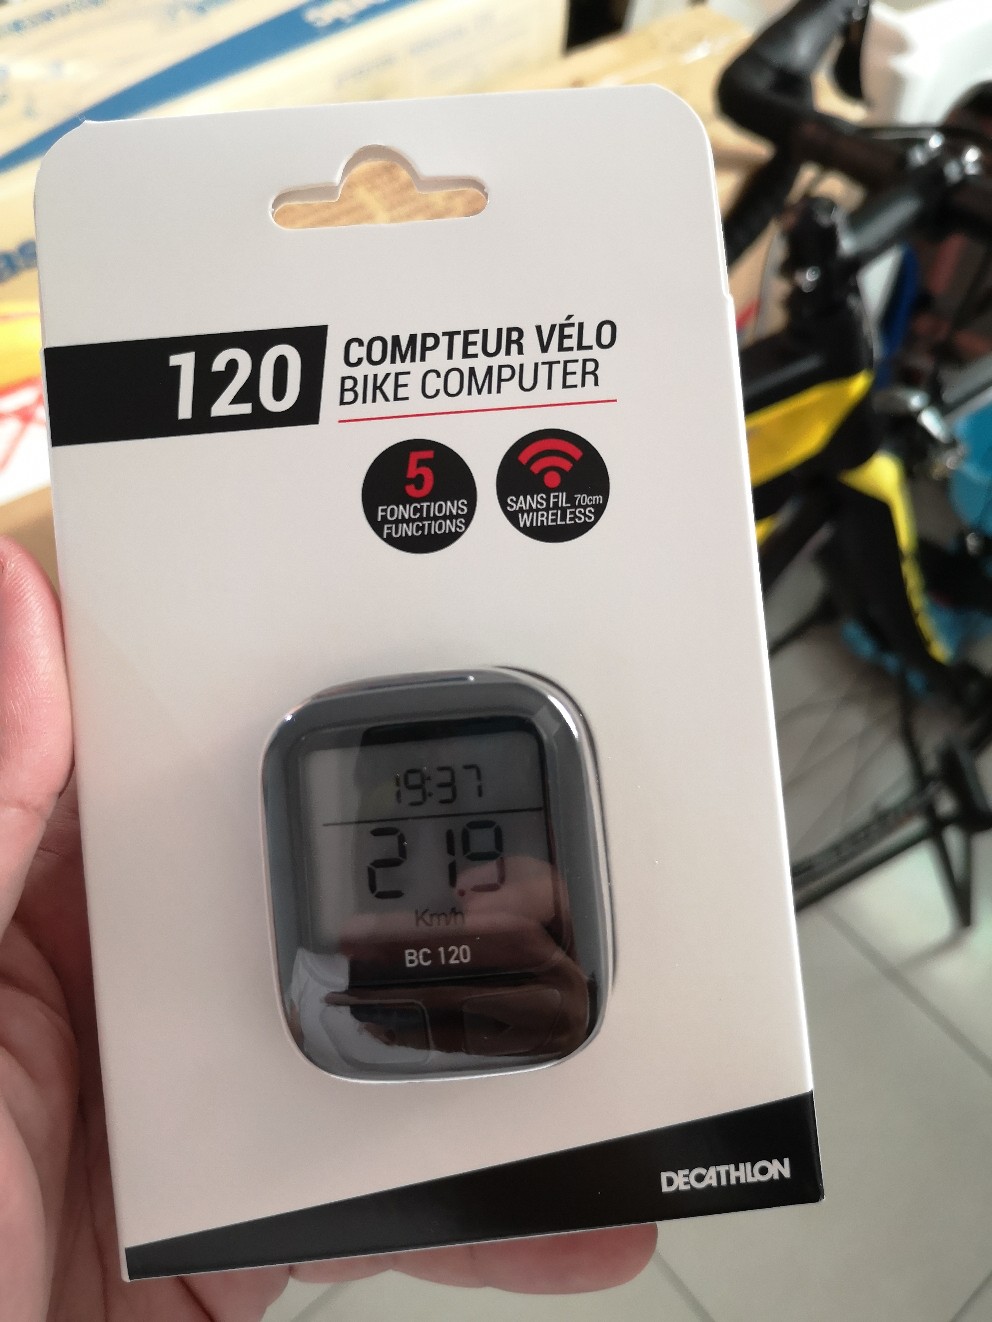 120
COMPTEUR VÉLO
BIKE COMPUTER
5
FONCTIONS
FUNCTIONS
SANS FIL 70cm
WIRELESS
19:37
21.9
Km/h
BC 120
DECATHLON